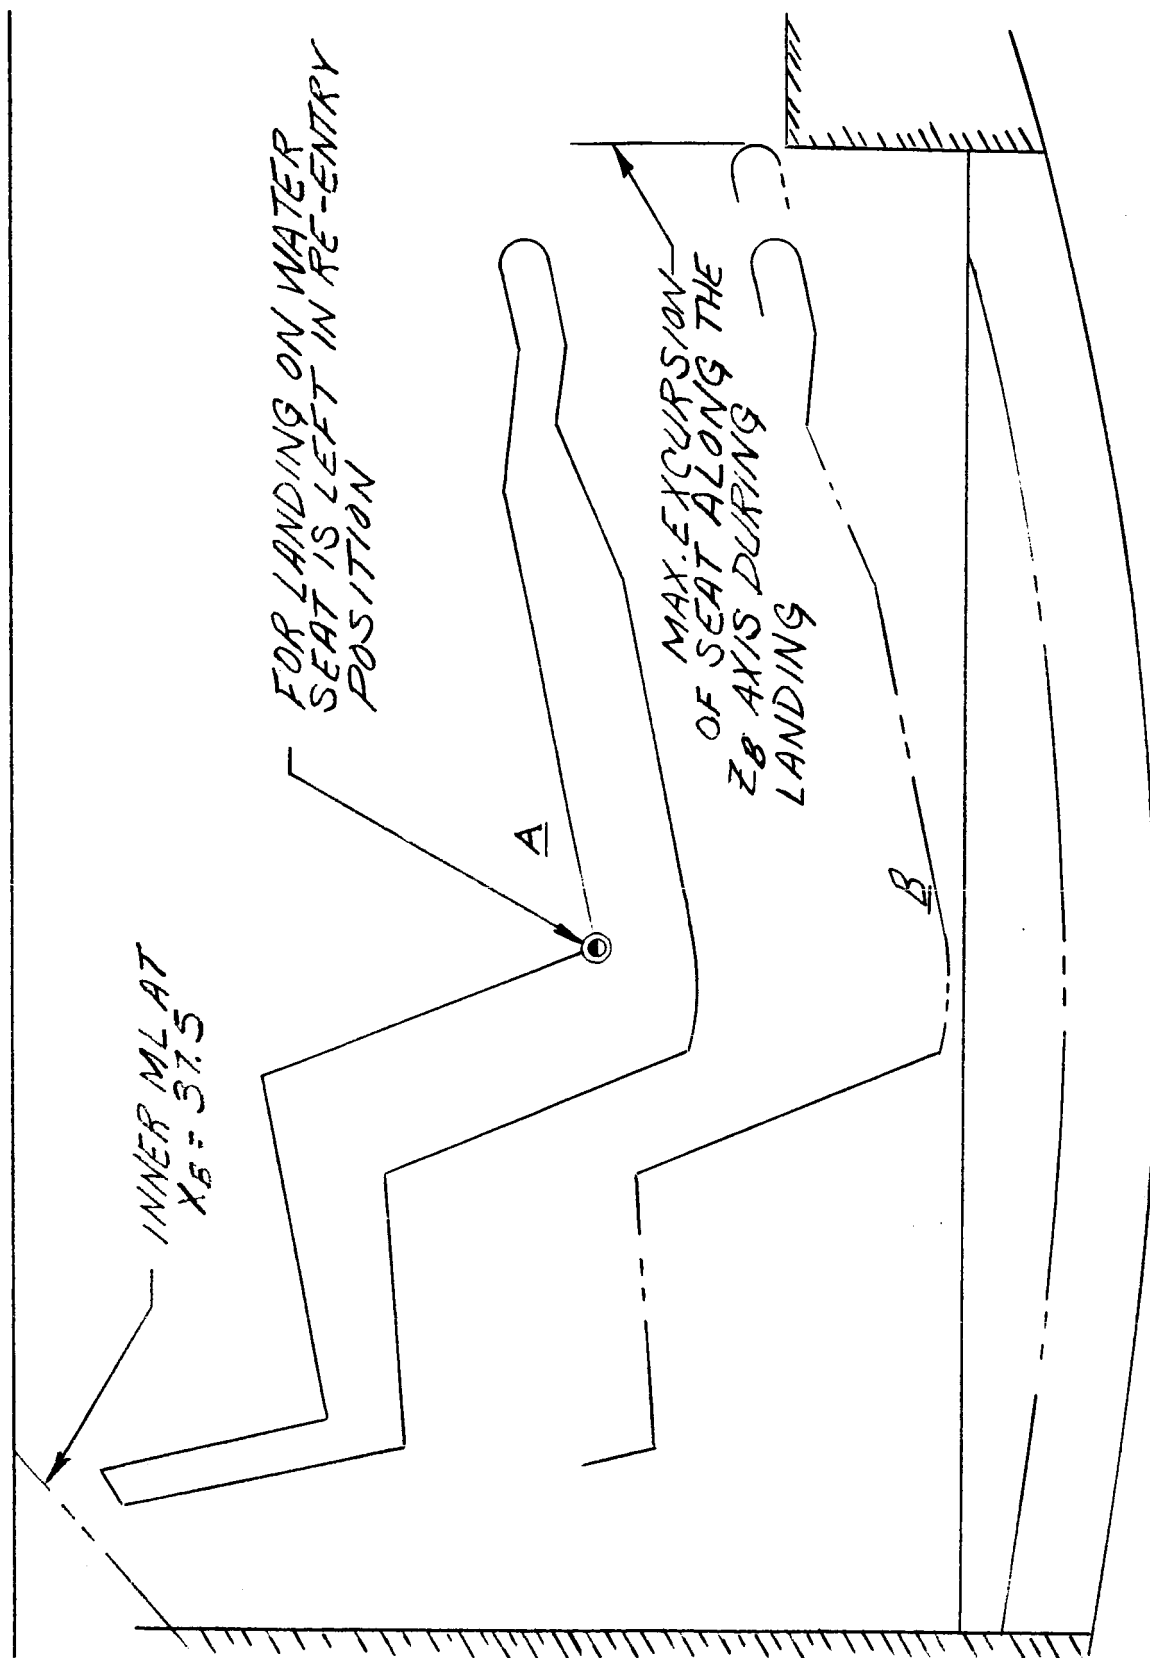 FOR LANDING ON WATER
SEAT IS LEFT IN RE-ENTRY
POSITION
INNER ML AT
X_B = 37.5
A
MAX. EXCURSION
OF SEAT ALONG THE
Z_B AXIS DURING
LANDING
B